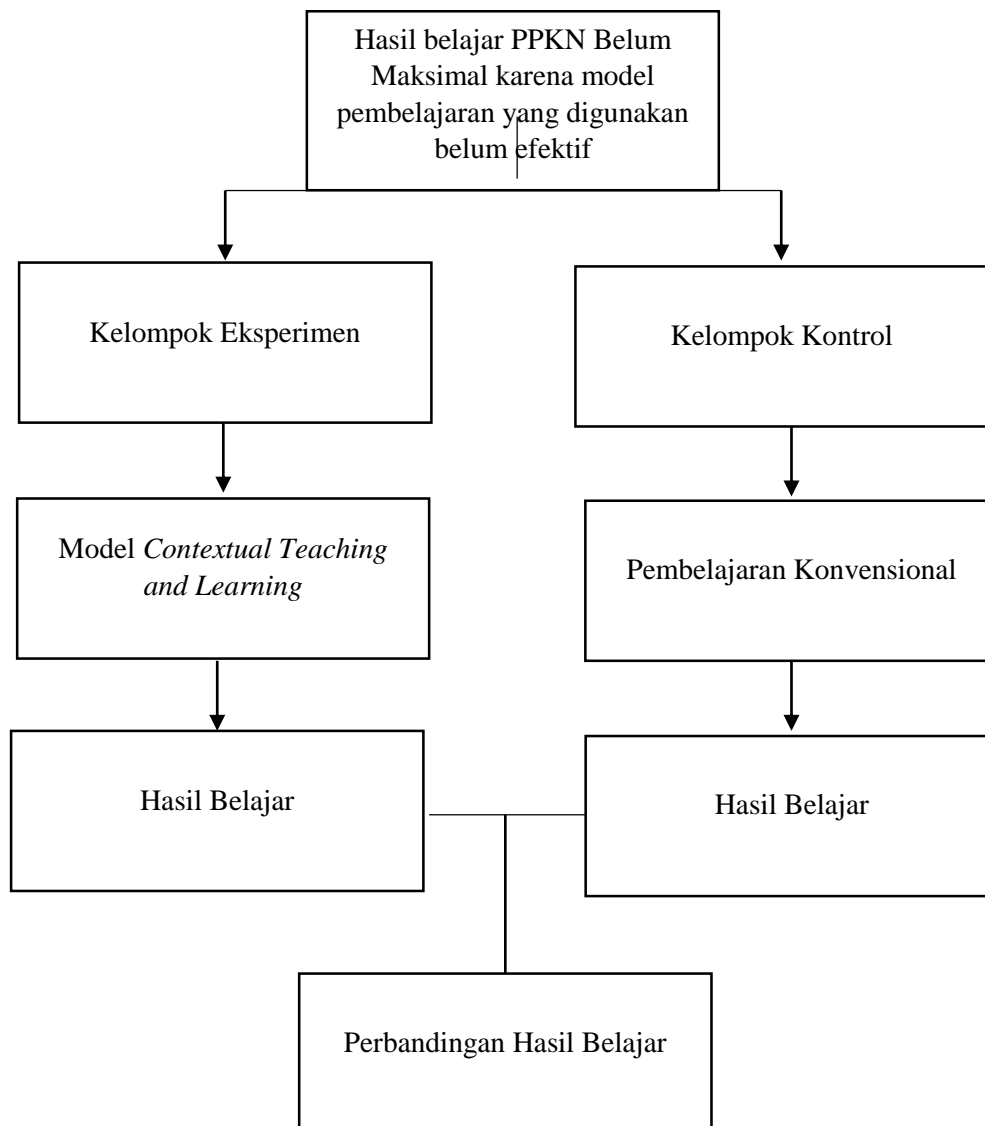 Hasil belajar PPKN Belum
Maksimal karena model
pembelajaran yang digunakan
belum efektif
Kelompok Eksperimen
Kelompok Kontrol
Model Contextual Teaching
and Learning
Pembelajaran Konvensional
Hasil Belajar
Hasil Belajar
Perbandingan Hasil Belajar